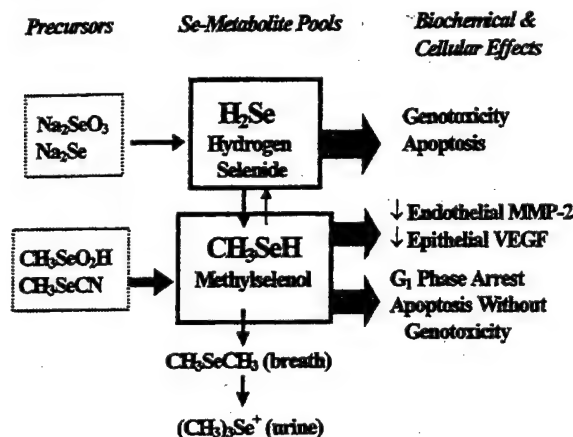 Precursors
Se-Metabolite Pools
Biochemical &
Cellular Effects
Na₂SeO₃
Na₂Se
H₂Se
Hydrogen
Selenide
Genotoxicity
Apoptosis
CH₃SeO₂H
CH₃SeCN
CH₃SeH
Methylselenol
↓ Endothelial MMP-2
↓ Epithelial VEGF
G₁ Phase Arrest
Apoptosis Without
Genotoxicity
CH₃SeCH₃ (breath)
(CH₃)₃Se⁺ (urine)